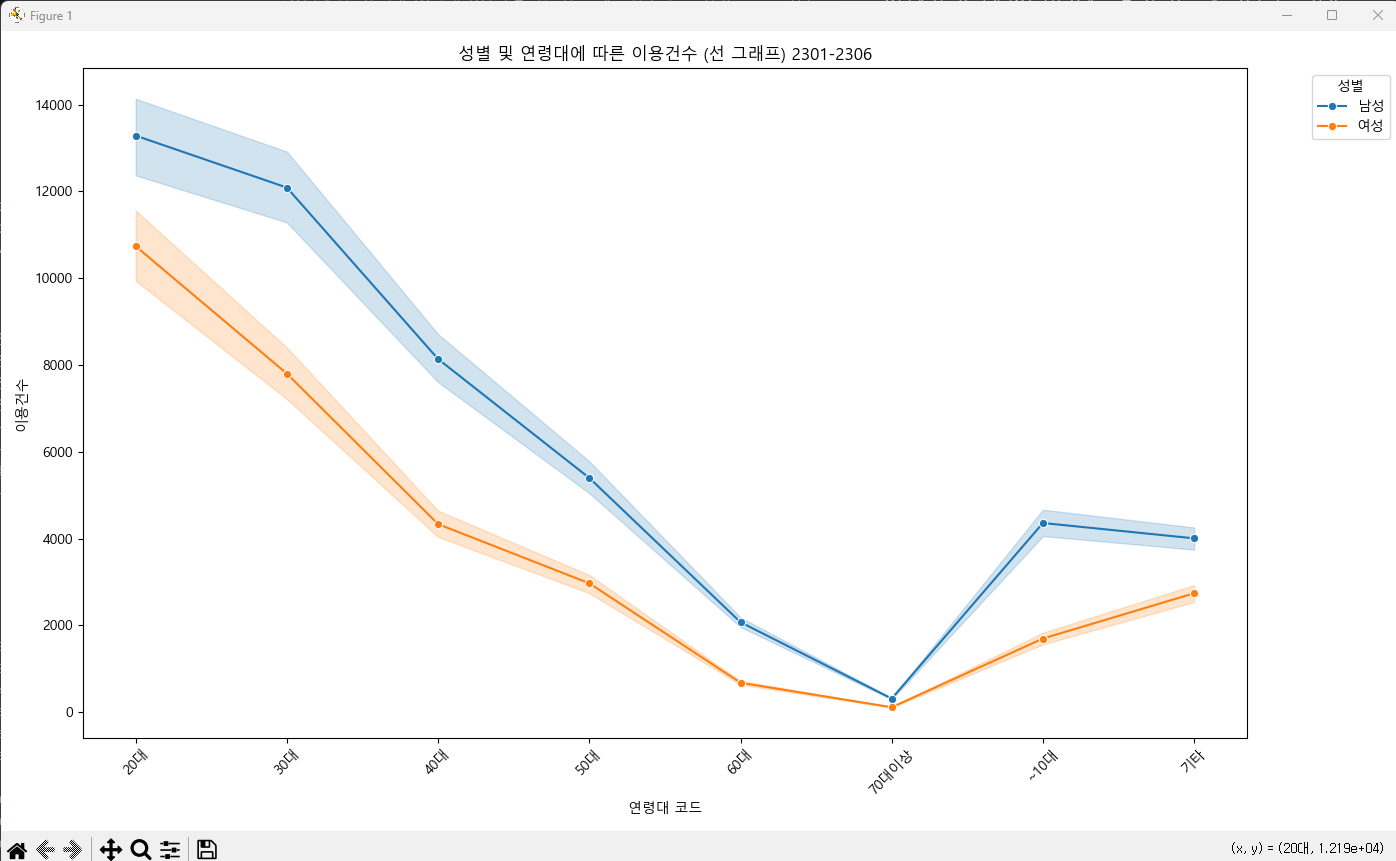 Figure 1
성별 및 연령대에 따른 이용건수 (선 그래프) 2301-2306
성별
남성
여성
14000
12000
10000
8000
6000
4000
2000
0
이용건수
20대
30대
40대
50대
60대
70대이상
~10대
기타
연령대 코드
(x, y) = (20대, 1.219e+04)